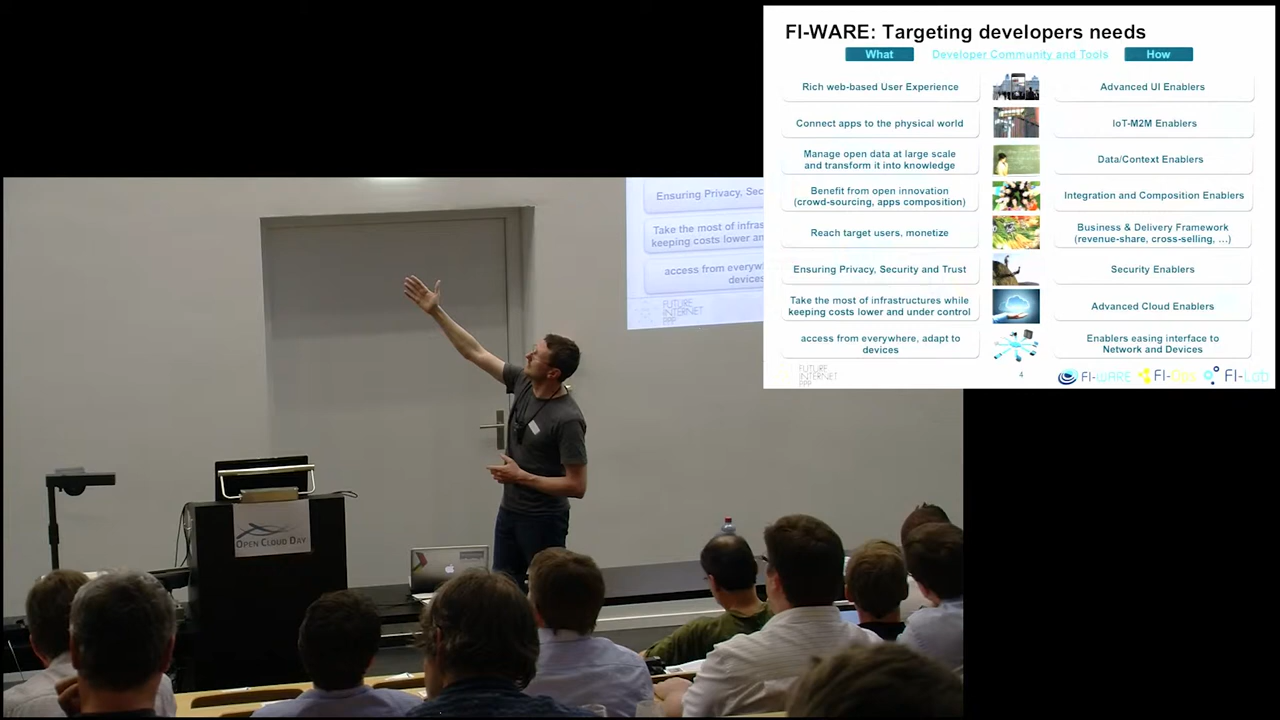 FI-WARE: Targeting developers needs
What
Developer Community and Tools
How
Rich web-based User Experience
Advanced UI Enablers
Connect apps to the physical world
IoT-M2M Enablers
Manage open data at large scale
and transform it into knowledge
Data/Context Enablers
Benefit from open innovation
(crowd-sourcing, apps composition)
Integration and Composition Enablers
Reach target users, monetize
Business & Delivery Framework
(revenue-share, cross-selling, ...)
Ensuring Privacy, Security and Trust
Security Enablers
Take the most of infrastructures while
keeping costs lower and under control
Advanced Cloud Enablers
access from everywhere, adapt to
devices
Enablers easing interface to
Network and Devices
FUTURE
INTERNET
PPP
4
FI-WARE
FI-Ops
FI-Lab
Ensuring Privacy, Sec
Take the most of infras
keeping costs lower an
access from everyw
devices
FUTURE
INTERNET
PPP
OPEN CLOUD DAY